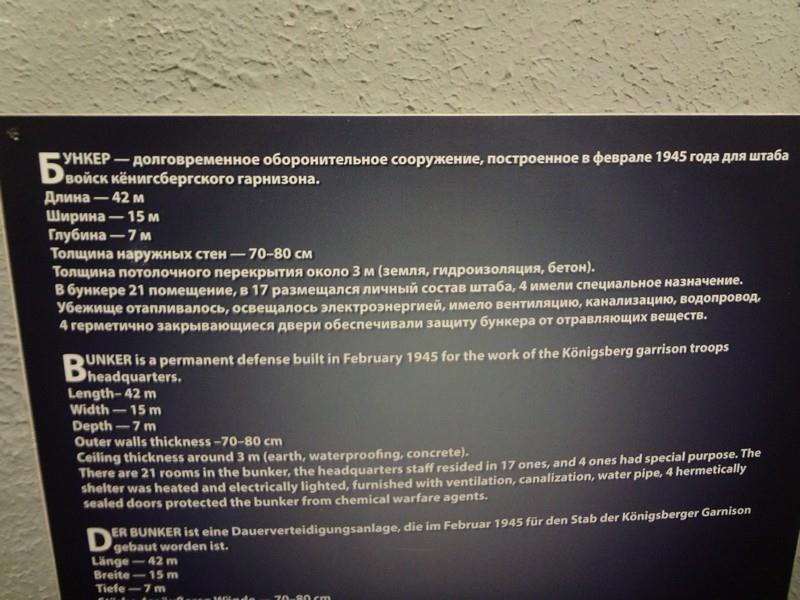 БУНКЕР — долговременное оборонительное сооружение, построенное в феврале 1945 года для штаба
войск кёнигсбергского гарнизона.
Длина — 42 м
Ширина — 15 м
Глубина — 7 м
Толщина наружных стен — 70–80 см
Толщина потолочного перекрытия около 3 м (земля, гидроизоляция, бетон).
В бункере 21 помещение, в 17 размещался личный состав штаба, 4 имели специальное назначение.
Убежище отапливалось, освещалось электроэнергией, имело вентиляцию, канализацию, водопровод,
4 герметично закрывающиеся двери обеспечивали защиту бункера от отравляющих веществ.
BUNKER is a permanent defense built in February 1945 for the work of the Königsberg garrison troops
headquarters.
Length– 42 m
Width — 15 m
Depth — 7 m
Outer walls thickness –70–80 cm
Ceiling thickness around 3 m (earth, waterproofing, concrete).
There are 21 rooms in the bunker, the headquarters staff resided in 17 ones, and 4 ones had special purpose. The
shelter was heated and electrically lighted, furnished with ventilation, canalization, water pipe, 4 hermetically
sealed doors protected the bunker from chemical warfare agents.
DER BUNKER ist eine Dauerverteidigungsanlage, die im Februar 1945 für den Stab der Königsberger Garnison
gebaut worden ist.
Länge — 42 m
Breite — 15 m
Tiefe — 7 m
Wände — 70–80 cm